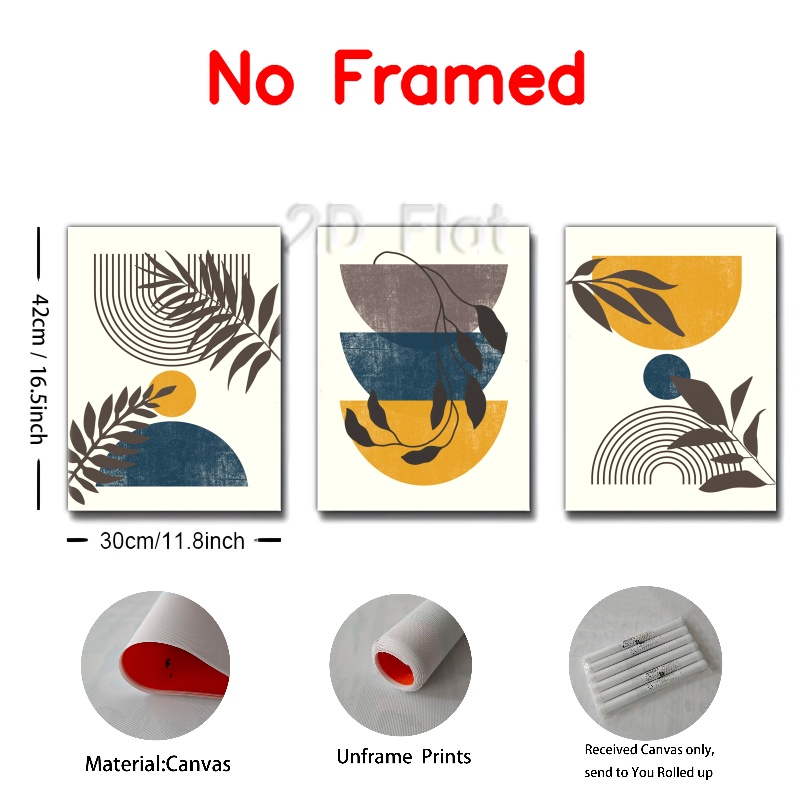 No Framed
2D Flat
42cm / 16.5inch
30cm/11.8inch
Material:Canvas
Unframe Prints
Received Canvas only,
send to You Rolled up